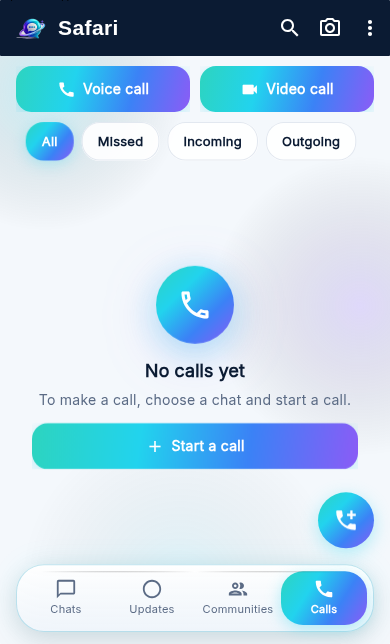 Safari
Voice call
Video call
All
Missed
Incoming
Outgoing
No calls yet
To make a call, choose a chat and start a call.
Start a call
Chats
Updates
Communities
Calls